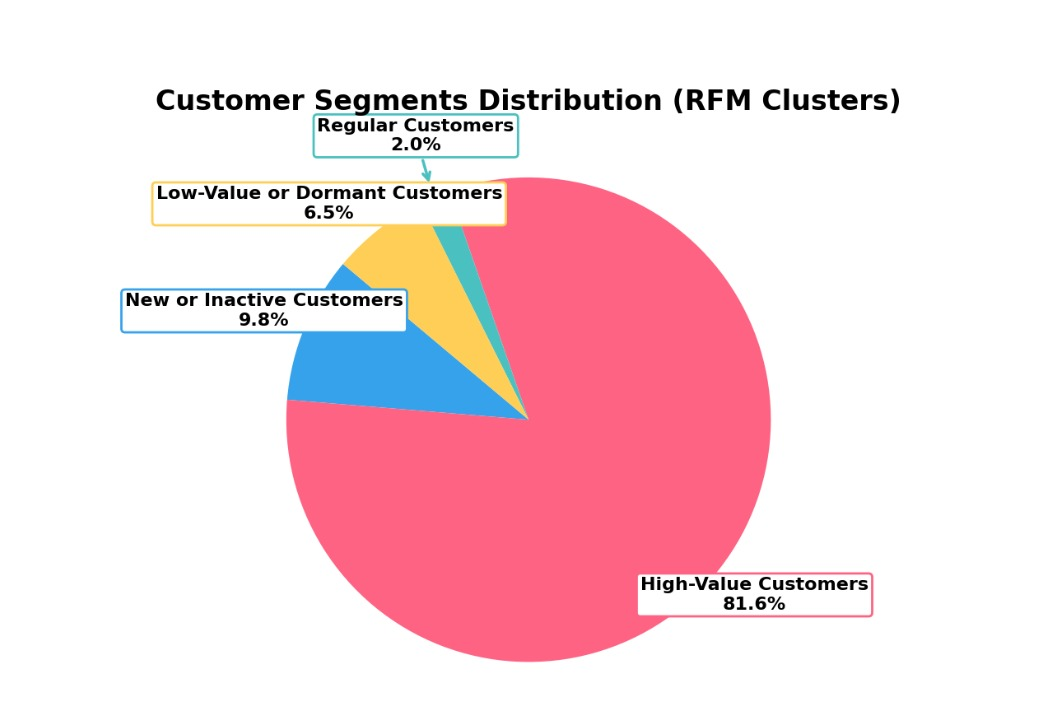 Customer Segments Distribution (RFM Clusters)
Regular Customers
2.0%
Low-Value or Dormant Customers
6.5%
New or Inactive Customers
9.8%
High-Value Customers
81.6%